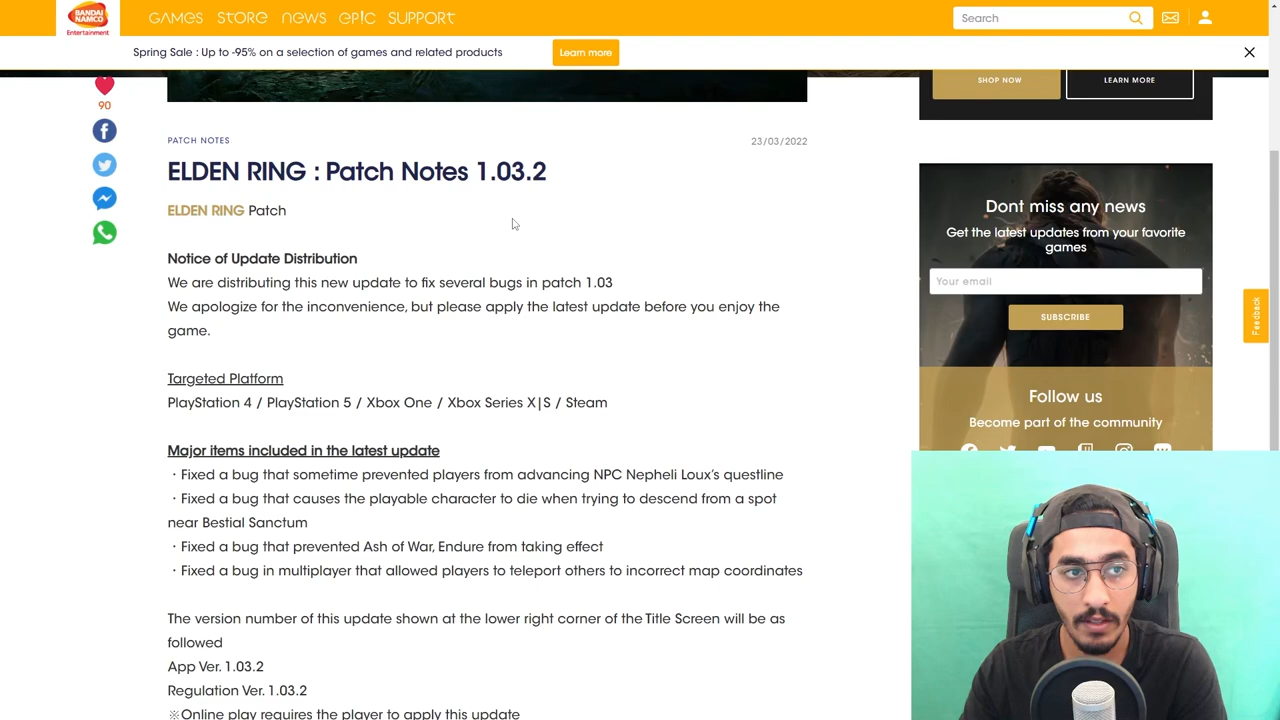 BANDAI
NAMCO
Entertainment
GAMES STORE NEWS EPIC SUPPORT
Search
Spring Sale : Up to -95% on a selection of games and related products
Learn more
SHOP NOW
LEARN MORE
90
PATCH NOTES
23/03/2022
ELDEN RING : Patch Notes 1.03.2
ELDEN RING Patch
Notice of Update Distribution
We are distributing this new update to fix several bugs in patch 1.03
We apologize for the inconvenience, but please apply the latest update before you enjoy the
game.
Targeted Platform
PlayStation 4 / PlayStation 5 / Xbox One / Xbox Series X|S / Steam
Major items included in the latest update
・Fixed a bug that sometime prevented players from advancing NPC Nepheli Loux's questline
・Fixed a bug that causes the playable character to die when trying to descend from a spot
near Bestial Sanctum
・Fixed a bug that prevented Ash of War, Endure from taking effect
・Fixed a bug in multiplayer that allowed players to teleport others to incorrect map coordinates
The version number of this update shown at the lower right corner of the Title Screen will be as
followed
App Ver. 1.03.2
Regulation Ver. 1.03.2
※Online play requires the player to apply this update
Dont miss any news
Get the latest updates from your favorite
games
Your email
SUBSCRIBE
Feedback
Follow us
Become part of the community